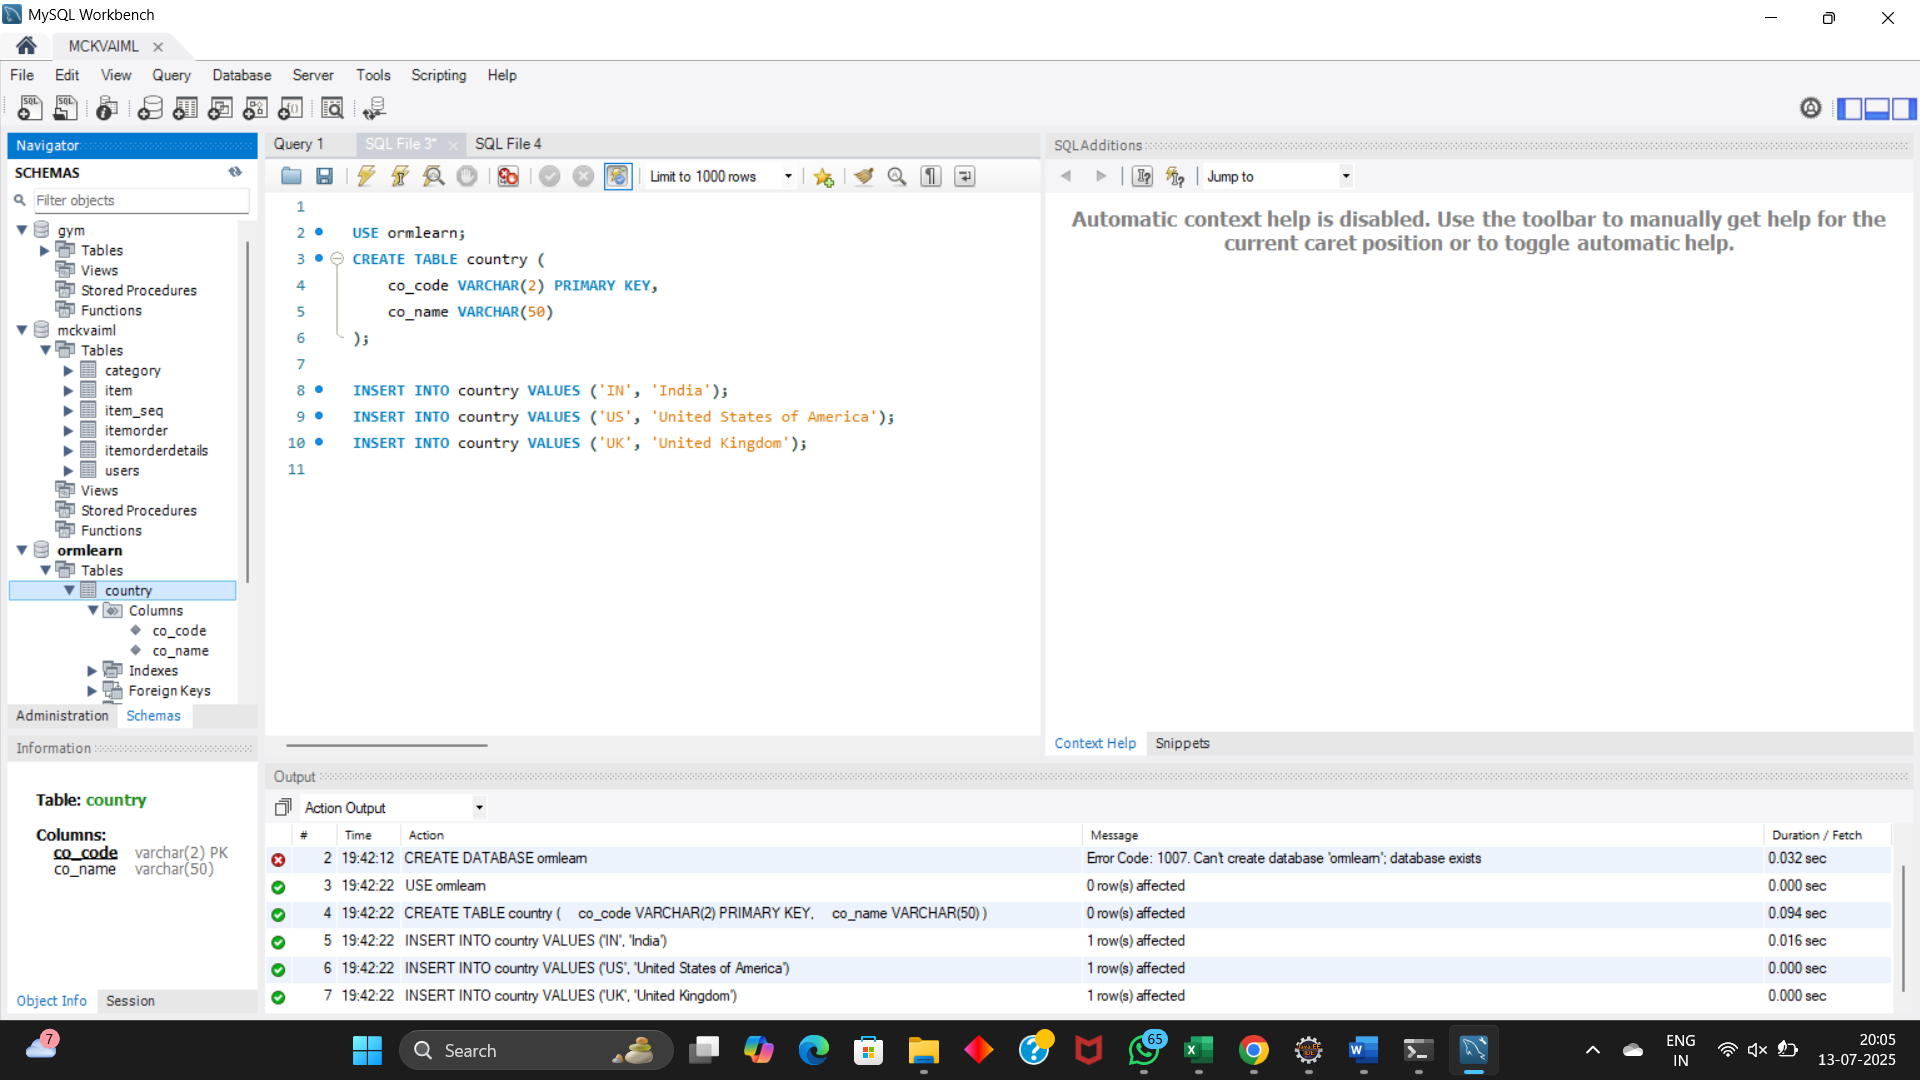 MySQL Workbench
MCKVAIML
File Edit View Query Database Server Tools Scripting Help
Navigator
SCHEMAS
Filter objects
gym
Tables
Views
Stored Procedures
Functions
mckvaiml
Tables
category
item
item_seq
itemorder
itemorderdetails
users
Views
Stored Procedures
Functions
ormlearn
Tables
country
Columns
co_code
co_name
Indexes
Foreign Keys
Administration Schemas
Information
Table: country
Columns:
co_code varchar(2) PK
co_name varchar(50)
Object Info Session
Query 1 SQL File 3* SQL File 4
Limit to 1000 rows
1
2 USE ormlearn;
3 CREATE TABLE country (
4 co_code VARCHAR(2) PRIMARY KEY,
5 co_name VARCHAR(50)
6 );
7
8 INSERT INTO country VALUES ('IN', 'India');
9 INSERT INTO country VALUES ('US', 'United States of America');
10 INSERT INTO country VALUES ('UK', 'United Kingdom');
11
SQLAdditions
Jump to
Automatic context help is disabled. Use the toolbar to manually get help for the
current caret position or to toggle automatic help.
Context Help Snippets
Output
Action Output
# Time Action Message Duration / Fetch
2 19:42:12 CREATE DATABASE ormlearn Error Code: 1007. Can't create database 'ormlearn'; database exists 0.032 sec
3 19:42:22 USE ormlearn 0 row(s) affected 0.000 sec
4 19:42:22 CREATE TABLE country ( co_code VARCHAR(2) PRIMARY KEY, co_name VARCHAR(50) ) 0 row(s) affected 0.094 sec
5 19:42:22 INSERT INTO country VALUES ('IN', 'India') 1 row(s) affected 0.016 sec
6 19:42:22 INSERT INTO country VALUES ('US', 'United States of America') 1 row(s) affected 0.000 sec
7 19:42:22 INSERT INTO country VALUES ('UK', 'United Kingdom') 1 row(s) affected 0.000 sec
7
Search
65
ENG
IN
20:05
13-07-2025